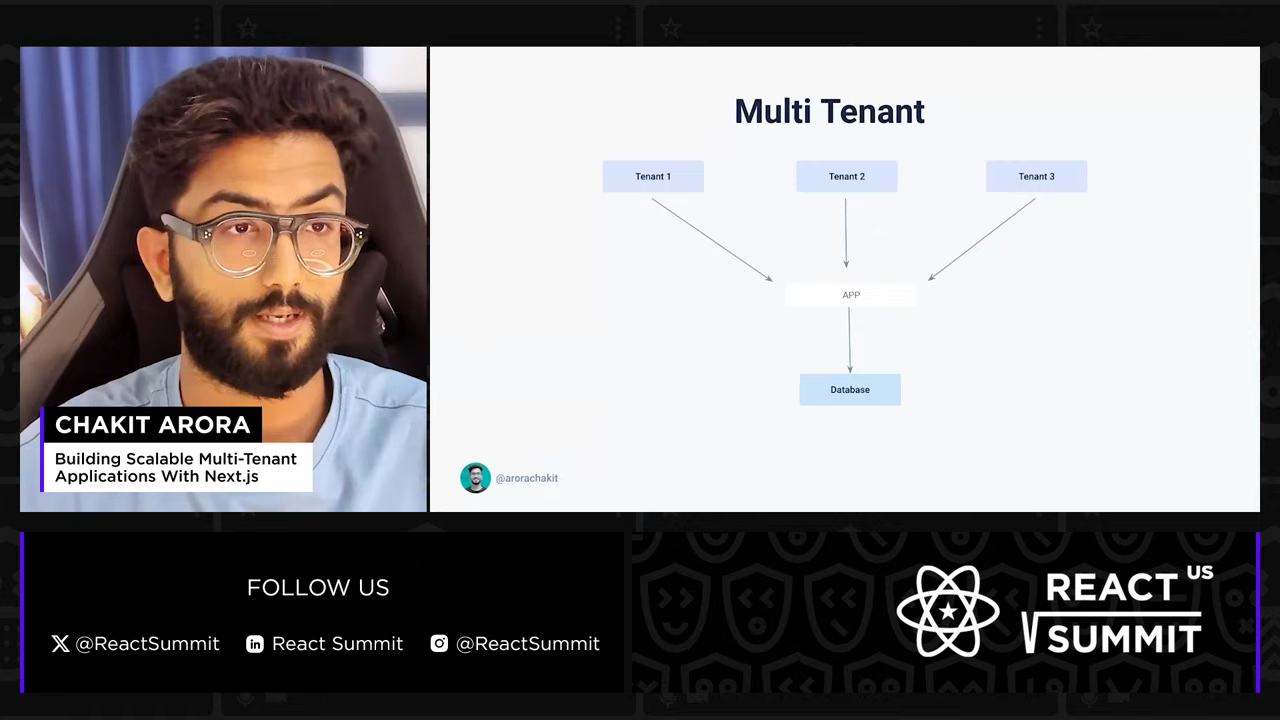 Multi Tenant
Tenant 1
Tenant 2
Tenant 3
APP
Database
@arorachakit
CHAKIT ARORA
Building Scalable Multi-Tenant
Applications With Next.js
FOLLOW US
@ReactSummit
React Summit
@ReactSummit
REACT US
SUMMIT